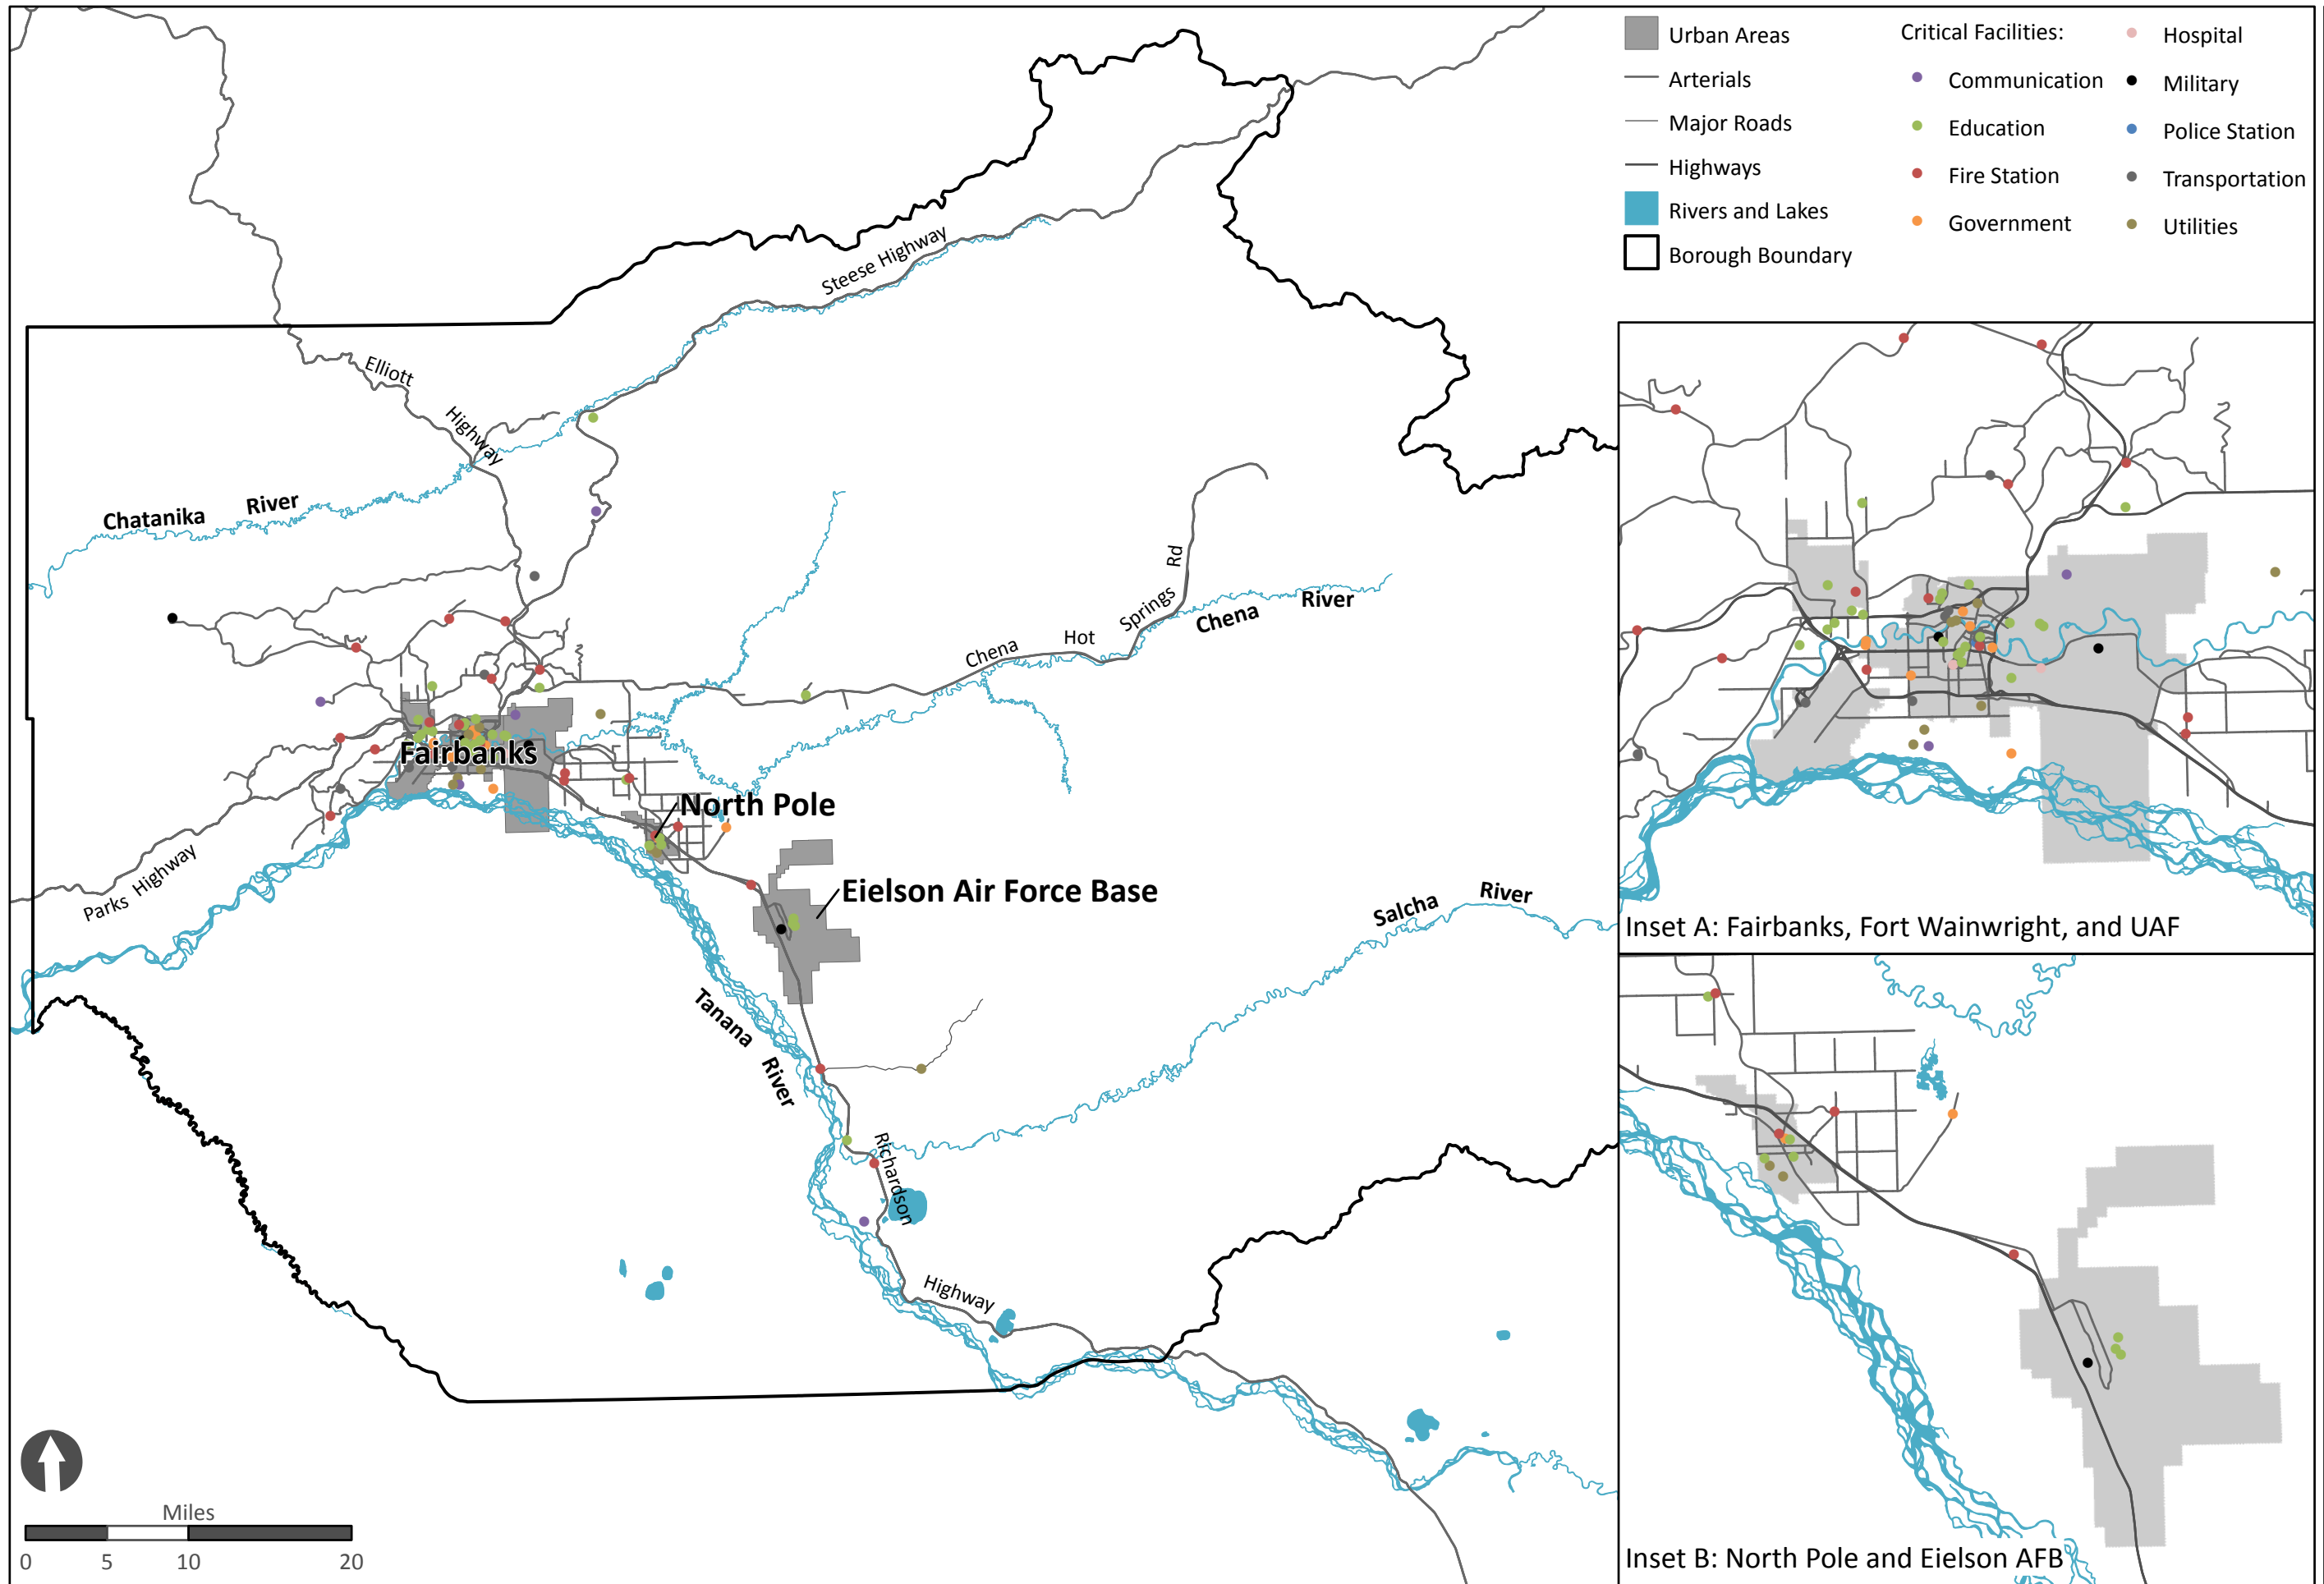 Urban Areas
Arterials
Major Roads
Highways
Rivers and Lakes
Borough Boundary
Critical Facilities:
Communication
Education
Fire Station
Government
Hospital
Military
Police Station
Transportation
Utilities
Steese Highway
Elliott
Highway
Chatanika River
Chena Hot Springs Rd
Chena River
Fairbanks
North Pole
Parks Highway
Eielson Air Force Base
Salcha River
Tanana River
Richardson
Highway
Miles
0 5 10 20
Inset A: Fairbanks, Fort Wainwright, and UAF
Inset B: North Pole and Eielson AFB